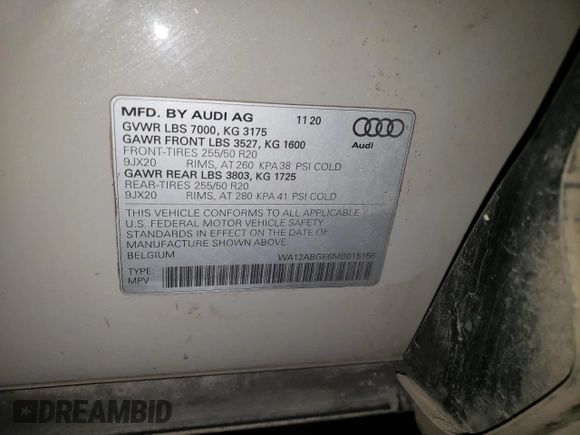 MFD. BY AUDI AG 11 20
GVWR LBS 7000, KG 3175
GAWR FRONT LBS 3527, KG 1600
FRONT-TIRES 255/50 R20
9JX20 RIMS, AT 260 KPA 38 PSI COLD
GAWR REAR LBS 3803, KG 1725
REAR-TIRES 255/50 R20
9JX20 RIMS, AT 280 KPA 41 PSI COLD
Audi
THIS VEHICLE CONFORMS TO ALL APPLICABLE
U.S. FEDERAL MOTOR VEHICLE SAFETY
STANDARDS IN EFFECT ON THE DATE OF
MANUFACTURE SHOWN ABOVE.
BELGIUM WA12ABGE6MB015156
TYPE:
MPV
DREAMBID